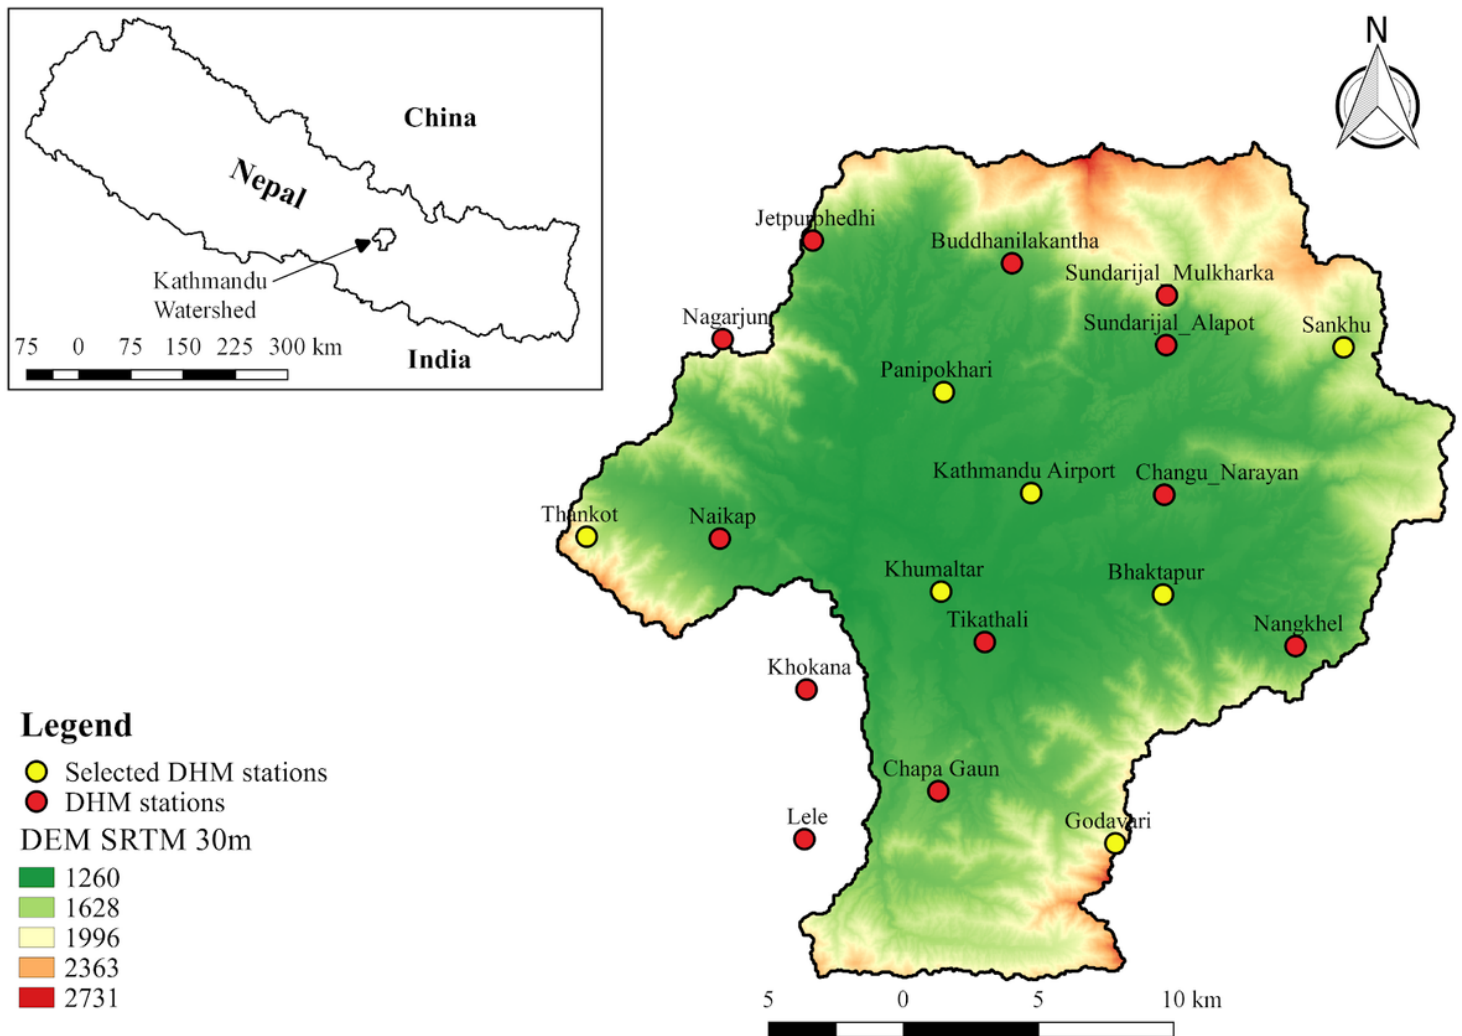 China
Nepal
Kathmandu
Watershed
75 0 75 150 225 300 km
India
N
Jetpurphedhi
Buddhanilakantha
Sundarijal_Mulkharka
Nagarjun
Sundarijal_Alapot
Sankhu
Panipokhari
Kathmandu Airport
Changu_Narayan
Thankot
Naikap
Khumaltar
Bhaktapur
Tikathali
Nangkhel
Khokana
Chapa Gaun
Lele
Godavari
Legend
Selected DHM stations
DHM stations
DEM SRTM 30m
1260
1628
1996
2363
2731
5 0 5 10 km